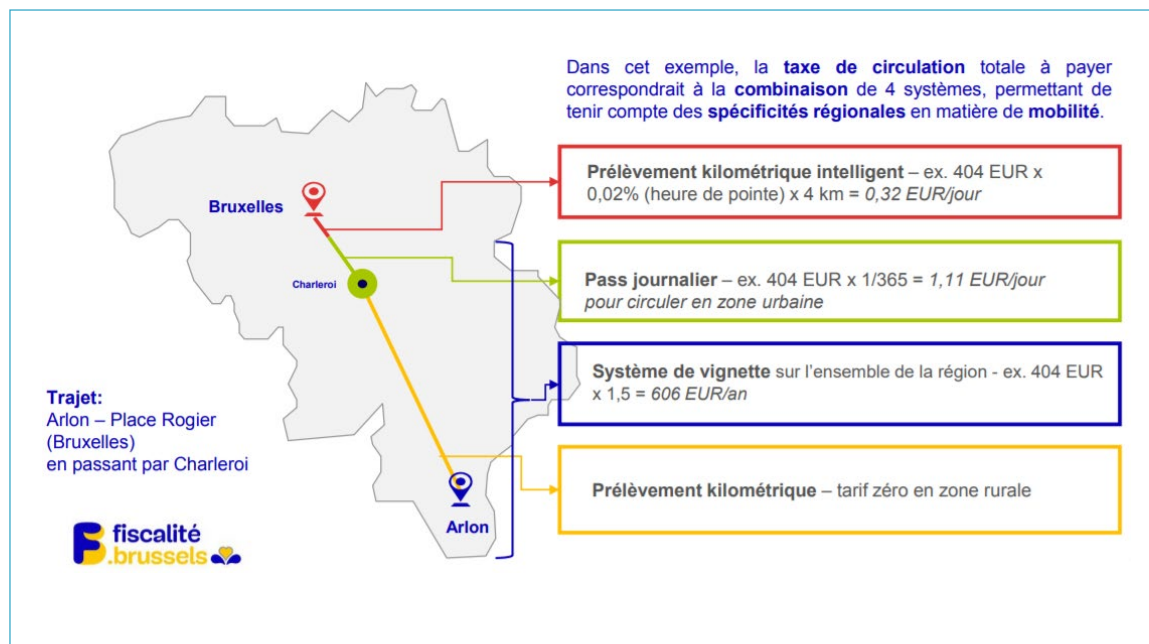 Dans cet exemple, la taxe de circulation totale à payer
correspondrait à la combinaison de 4 systèmes, permettant de
tenir compte des spécificités régionales en matière de mobilité.
Prélèvement kilométrique intelligent – ex. 404 EUR x
0,02% (heure de pointe) x 4 km = 0,32 EUR/jour
Bruxelles
Pass journalier – ex. 404 EUR x 1/365 = 1,11 EUR/jour
pour circuler en zone urbaine
Charleroi
Système de vignette sur l'ensemble de la région - ex. 404 EUR
x 1,5 = 606 EUR/an
Trajet:
Arlon – Place Rogier
(Bruxelles)
en passant par Charleroi
Prélèvement kilométrique – tarif zéro en zone rurale
Arlon
fiscalité
.brussels